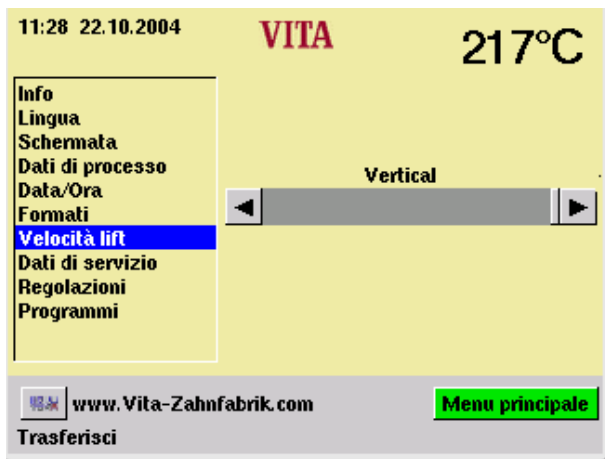 11:28 22.10.2004
VITA
217°C
Info
Lingua
Schermata
Dati di processo
Data/Ora
Formati
Velocità lift
Dati di servizio
Regolazioni
Programmi
Vertical
www.Vita-Zahnfabrik.com
Menu principale
Trasferisci